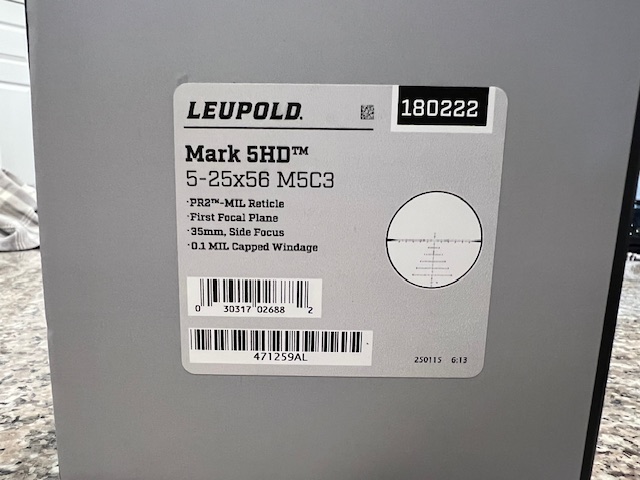 LEUPOLD.
180222
Mark 5HD™
5-25x56 M5C3
·PR2™-MIL Reticle
·First Focal Plane
·35mm, Side Focus
·0.1 MIL Capped Windage
0 30317 02688 2
471259AL
250115 6:13